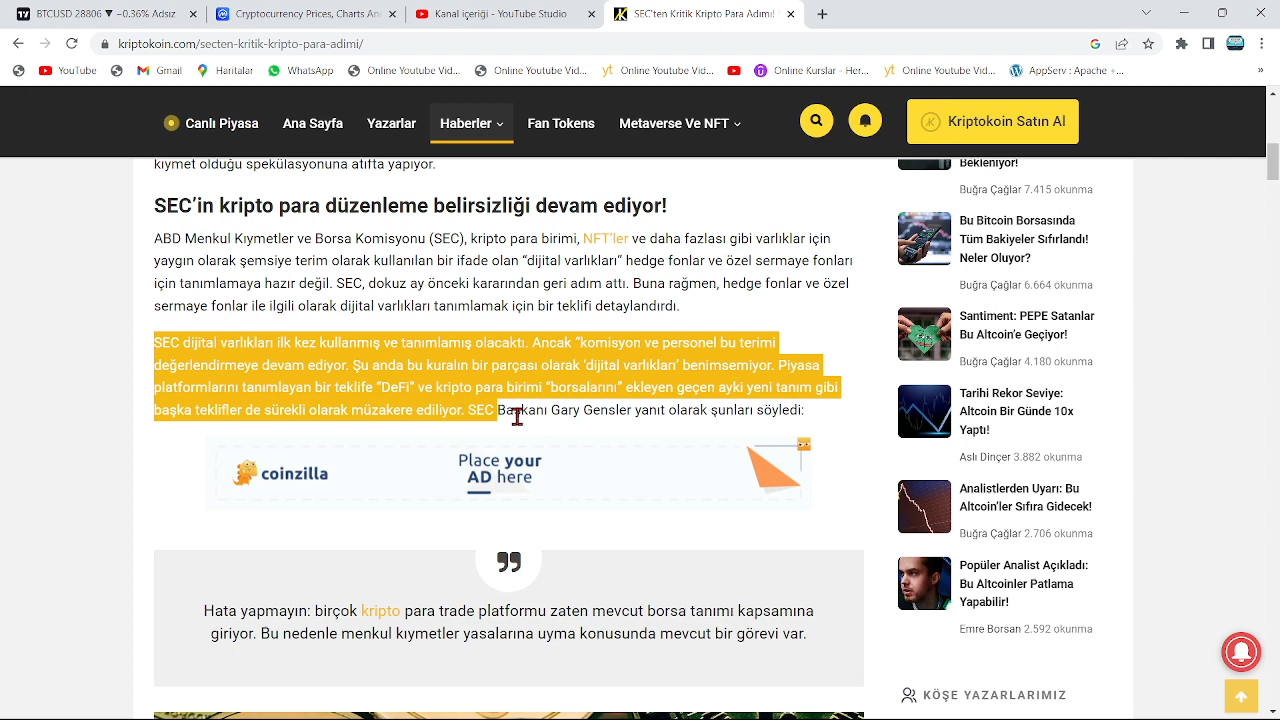 BTCUSD 28806 ▼ −0.36% Adsız
Cryptocurrency Prices, Charts An
Kanal içeriği - YouTube Studio
SEC'ten Kritik Kripto Para Adımı!
kriptokoin.com/secten-kritik-kripto-para-adimi/
YouTube
Gmail
Haritalar
WhatsApp
Online Youtube Vid...
Online Youtube Vid...
Online Youtube Vid...
Online Kurslar - Her...
Online Youtube Vid...
AppServ : Apache +...
Canlı Piyasa
Ana Sayfa
Yazarlar
Haberler
Fan Tokens
Metaverse Ve NFT
Kriptokoin Satın Al
kıymet olduğu spekülasyonuna atıfta yapıyor.
SEC’in kripto para düzenleme belirsizliği devam ediyor!
ABD Menkul Kıymetler ve Borsa Komisyonu (SEC), kripto para birimi, NFT’ler ve daha fazlası gibi varlıklar için
yaygın olarak şemsiye terim olarak kullanılan bir ifade olan “dijital varlıkları“ hedge fonlar ve özel sermaye fonları
için tanımlamaya hazır değil. SEC, dokuz ay önceki kararından geri adım attı. Buna rağmen, hedge fonlar ve özel
sermaye fonlar ile ilgili olarak dijital varlıkları tanımlamak için bir teklifi detaylandırdı.
SEC dijital varlıkları ilk kez kullanmış ve tanımlamış olacaktı. Ancak “komisyon ve personel bu terimi
değerlendirmeye devam ediyor. Şu anda bu kuralın bir parçası olarak ‘dijital varlıkları’ benimsemiyor. Piyasa
platformlarını tanımlayan bir teklife “DeFi” ve kripto para birimi “borsalarını” ekleyen geçen ayki yeni tanım gibi
başka teklifler de sürekli olarak müzakere ediliyor. SEC Başkanı Gary Gensler yanıt olarak şunları söyledi:
coinzilla
Place your
AD here
Hata yapmayın: birçok kripto para trade platformu zaten mevcut borsa tanımı kapsamına
giriyor. Bu nedenle menkul kıymetler yasalarına uyma konusunda mevcut bir görevi var.
Bekleniyor!
Buğra Çağlar 7.415 okunma
Bu Bitcoin Borsasında
Tüm Bakiyeler Sıfırlandı!
Neler Oluyor?
Buğra Çağlar 6.664 okunma
Santiment: PEPE Satanlar
Bu Altcoin’e Geçiyor!
Buğra Çağlar 4.180 okunma
Tarihi Rekor Seviye:
Altcoin Bir Günde 10x
Yaptı!
Aslı Dinçer 3.882 okunma
Analistlerden Uyarı: Bu
Altcoin’ler Sıfıra Gidecek!
Buğra Çağlar 2.706 okunma
Popüler Analist Açıkladı:
Bu Altcoinler Patlama
Yapabilir!
Emre Borsan 2.592 okunma
KÖŞE YAZARLARIMIZ